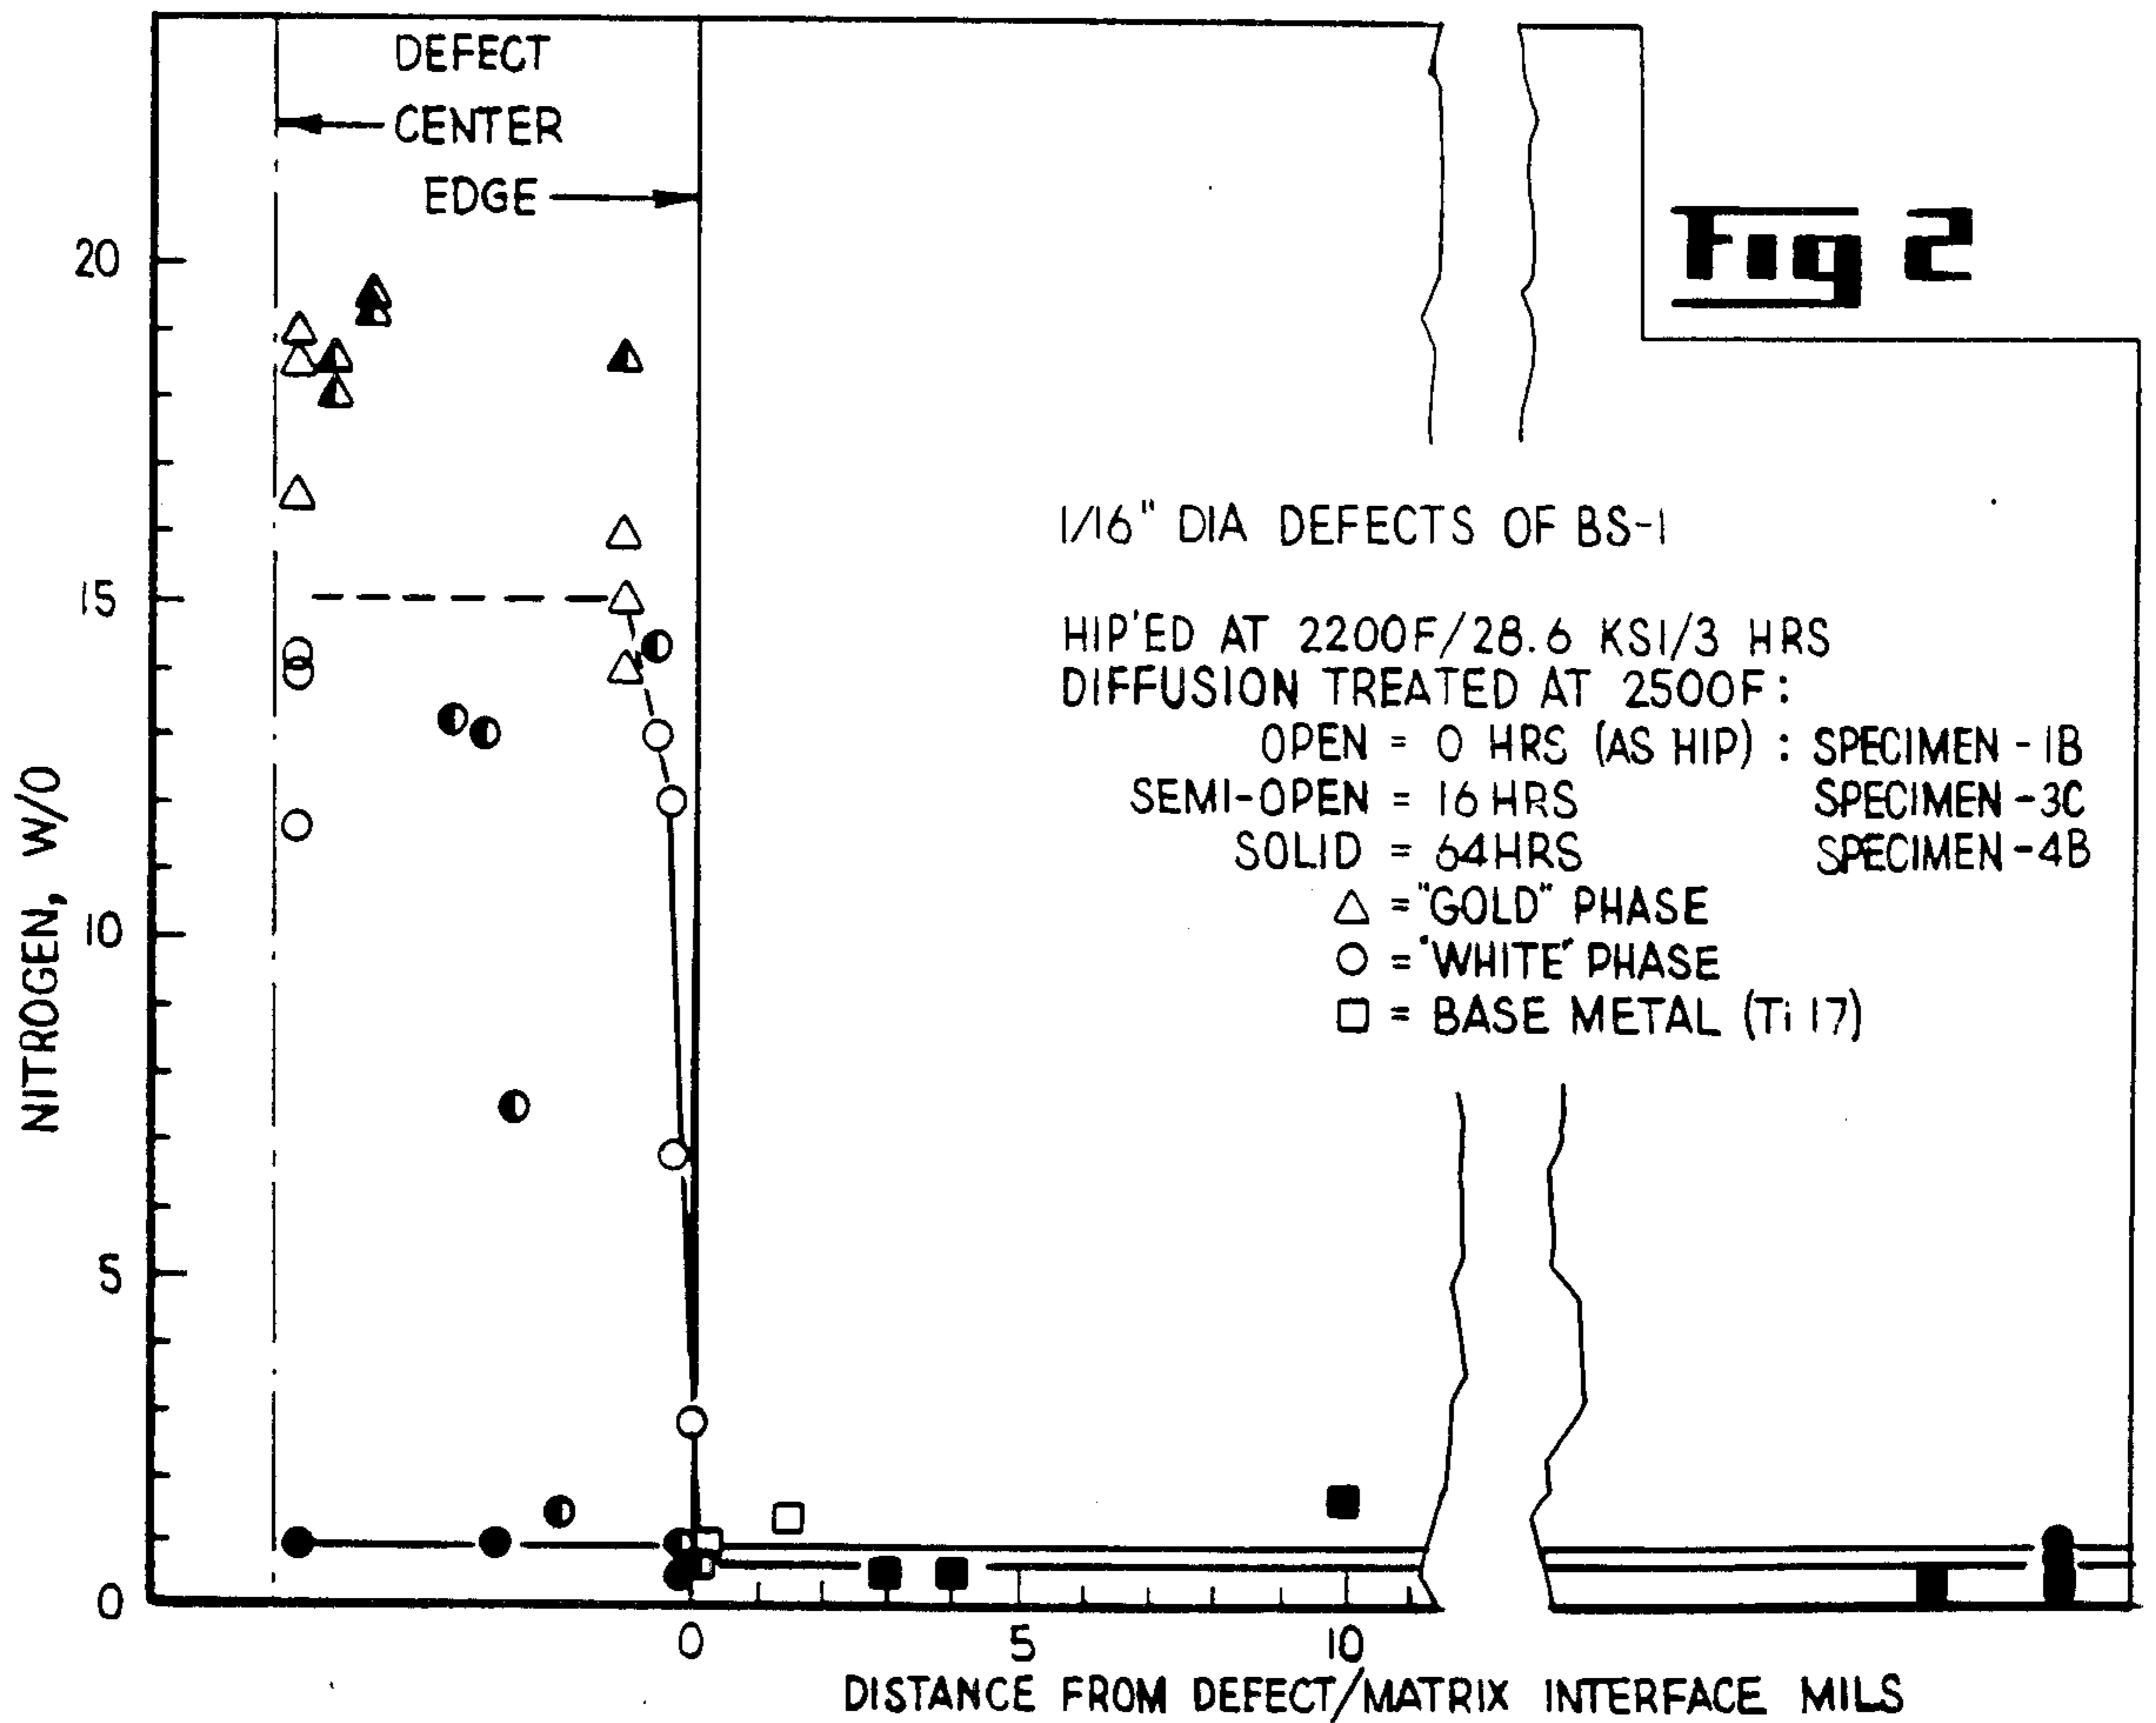 DEFECT
CENTER
EDGE
Fig 2
20
15
10
5
0
NITROGEN, W/O
1/16" DIA DEFECTS OF BS-1
HIP'ED AT 2200F/28.6 KSI/3 HRS
DIFFUSION TREATED AT 2500F:
OPEN = 0 HRS (AS HIP) : SPECIMEN - 1B
SEMI-OPEN = 16 HRS SPECIMEN -3C
SOLID = 64HRS SPECIMEN -4B
△ = "GOLD" PHASE
○ = "WHITE" PHASE
□ = BASE METAL (Ti 17)
0 5 10
DISTANCE FROM DEFECT/MATRIX INTERFACE MILS